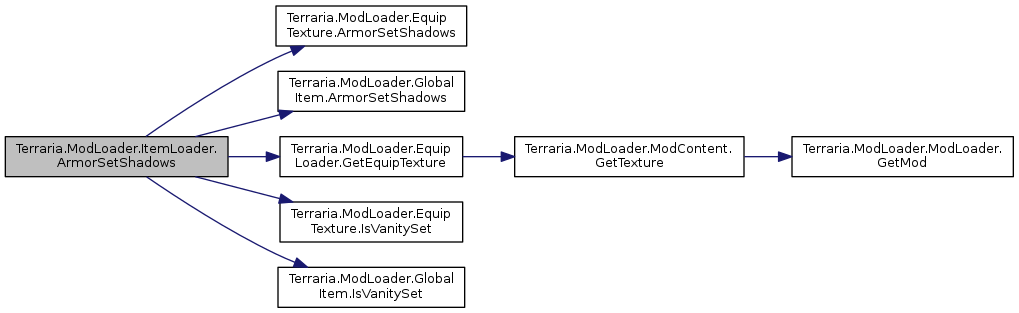 Terraria.ModLoader.Equip
Texture.ArmorSetShadows
Terraria.ModLoader.Global
Item.ArmorSetShadows
Terraria.ModLoader.ItemLoader.
ArmorSetShadows
Terraria.ModLoader.Equip
Loader.GetEquipTexture
Terraria.ModLoader.ModContent.
GetTexture
Terraria.ModLoader.ModLoader.
GetMod
Terraria.ModLoader.Equip
Texture.IsVanitySet
Terraria.ModLoader.Global
Item.IsVanitySet